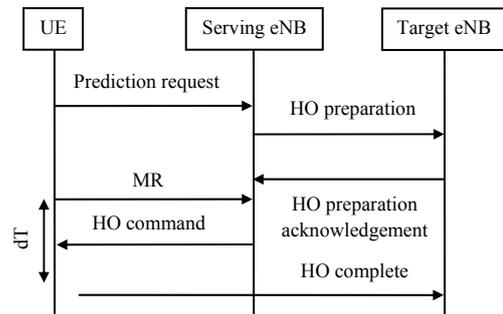 UE
Serving eNB
Target eNB
Prediction request
HO preparation
MR
HO preparation
acknowledgement
HO command
dT
HO complete